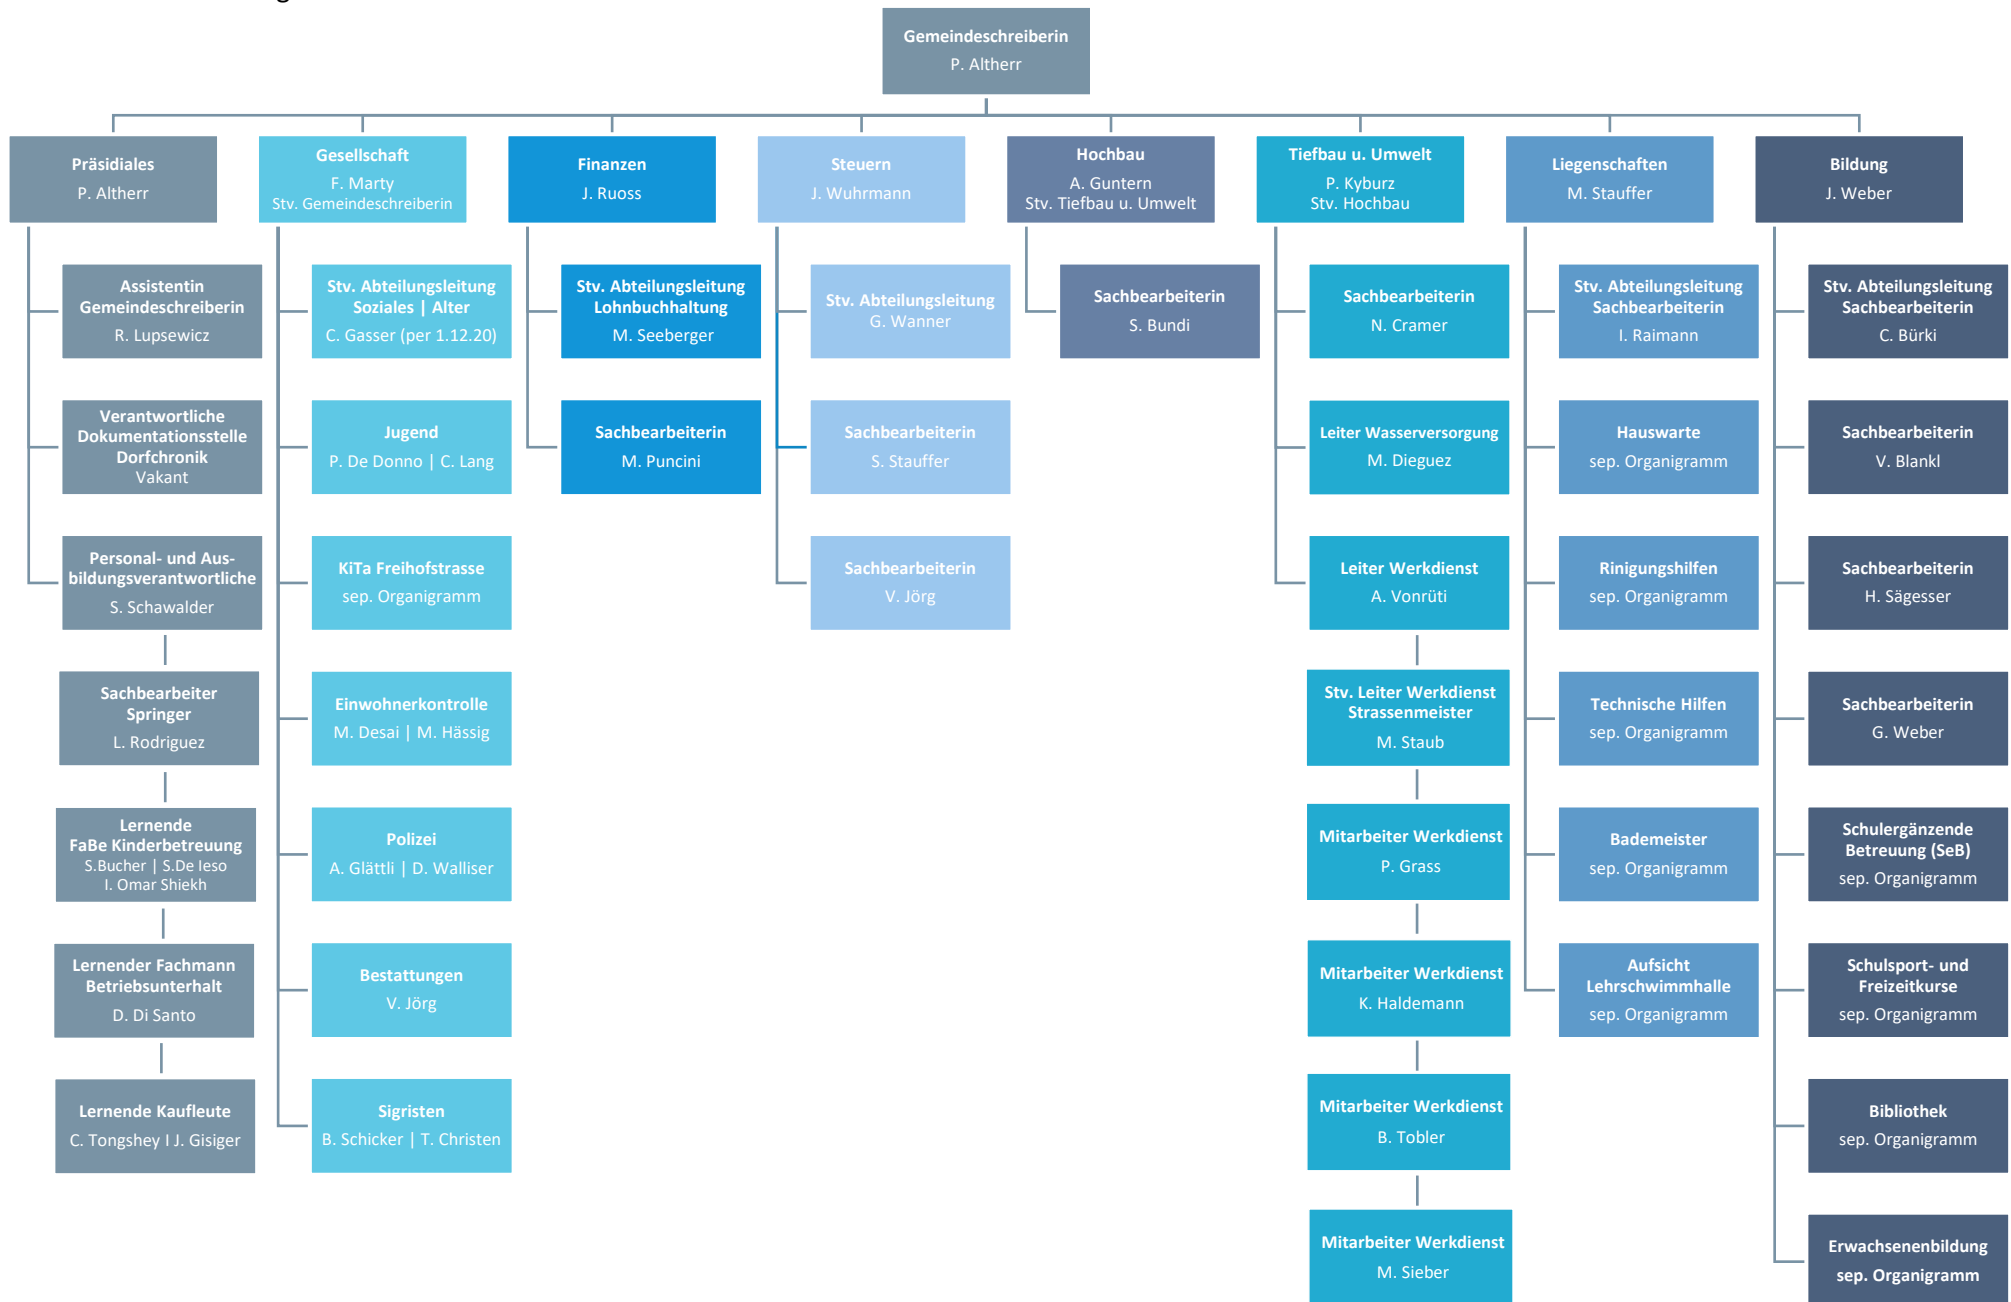 Gemeindeschreiberin
P. Altherr
Präsidiales
P. Altherr
Gesellschaft
F. Marty
Stv. Gemeindeschreiberin
Finanzen
J. Ruoss
Steuern
J. Wuhrmann
Hochbau
A. Guntern
Stv. Tiefbau u. Umwelt
Tiefbau u. Umwelt
P. Kyburz
Stv. Hochbau
Liegenschaften
M. Stauffer
Bildung
J. Weber
Assistentin
Gemeindeschreiberin
R. Lupsewicz
Verantwortliche
Dokumentationsstelle
Dorfchronik
Vakant
Personal- und Aus-
bildungsverantwortliche
S. Schawalder
Sachbearbeiter
Springer
L. Rodriguez
Lernende
FaBe Kinderbetreuung
S.Bucher | S.De Ieso
I. Omar Shiekh
Lernender Fachmann
Betriebsunterhalt
D. Di Santo
Lernende Kaufleute
C. Tongshey I J. Gisiger
Stv. Abteilungsleitung
Soziales | Alter
C. Gasser (per 1.12.20)
Jugend
P. De Donno | C. Lang
KiTa Freihofstrasse
sep. Organigramm
Einwohnerkontrolle
M. Desai | M. Hässig
Polizei
A. Glättli | D. Walliser
Bestattungen
V. Jörg
Sigristen
B. Schicker | T. Christen
Stv. Abteilungsleitung
Lohnbuchhaltung
M. Seeberger
Sachbearbeiterin
M. Puncini
Stv. Abteilungsleitung
G. Wanner
Sachbearbeiterin
S. Stauffer
Sachbearbeiterin
V. Jörg
Sachbearbeiterin
S. Bundi
Sachbearbeiterin
N. Cramer
Leiter Wasserversorgung
M. Dieguez
Leiter Werkdienst
A. Vonrüti
Stv. Leiter Werkdienst
Strassenmeister
M. Staub
Mitarbeiter Werkdienst
P. Grass
Mitarbeiter Werkdienst
K. Haldemann
Mitarbeiter Werkdienst
B. Tobler
Mitarbeiter Werkdienst
M. Sieber
Stv. Abteilungsleitung
Sachbearbeiterin
I. Raimann
Hauswarte
sep. Organigramm
Rinigungshilfen
sep. Organigramm
Technische Hilfen
sep. Organigramm
Bademeister
sep. Organigramm
Aufsicht
Lehrschwimmhalle
sep. Organigramm
Stv. Abteilungsleitung
Sachbearbeiterin
C. Bürki
Sachbearbeiterin
V. Blankl
Sachbearbeiterin
H. Sägesser
Sachbearbeiterin
G. Weber
Schulergänzende
Betreuung (SeB)
sep. Organigramm
Schulsport- und
Freizeitkurse
sep. Organigramm
Bibliothek
sep. Organigramm
Erwachsenenbildung
sep. Organigramm